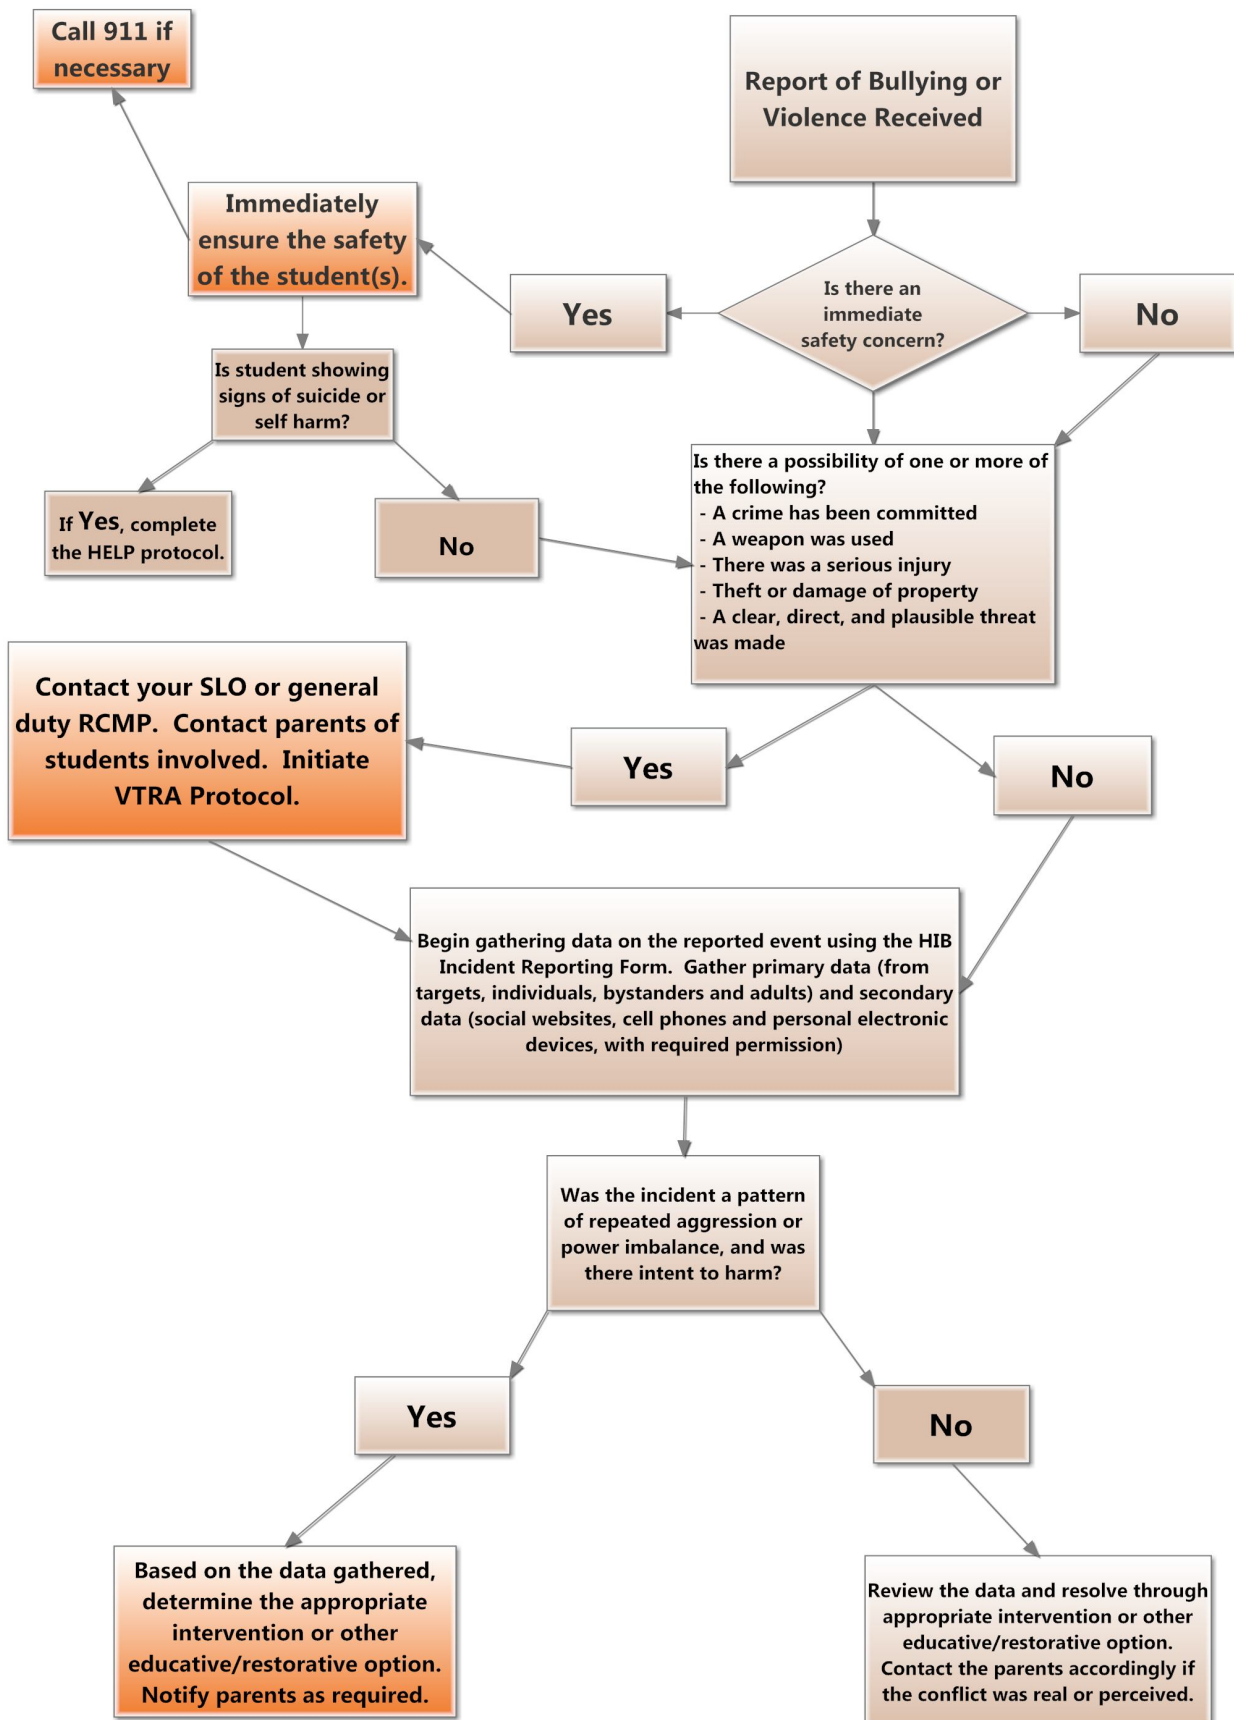 Call 911 if
necessary
Report of Bullying or
Violence Received
Immediately
ensure the safety
of the student(s).
Yes
Is there an
immediate
safety concern?
No
Is student showing
signs of suicide or
self harm?
If Yes, complete
the HELP protocol.
No
Is there a possibility of one or more of
the following?
- A crime has been committed
- A weapon was used
- There was a serious injury
- Theft or damage of property
- A clear, direct, and plausible threat
was made
Contact your SLO or general
duty RCMP.  Contact parents of
students involved.  Initiate
VTRA Protocol.
Yes
No
Begin gathering data on the reported event using the HIB
Incident Reporting Form.  Gather primary data (from
targets, individuals, bystanders and adults) and secondary
data (social websites, cell phones and personal electronic
devices, with required permission)
Was the incident a pattern
of repeated aggression or
power imbalance, and was
there intent to harm?
Yes
No
Based on the data gathered,
determine the appropriate
intervention or other
educative/restorative option.
Notify parents as required.
Review the data and resolve through
appropriate intervention or other
educative/restorative option.
Contact the parents accordingly if
the conflict was real or perceived.